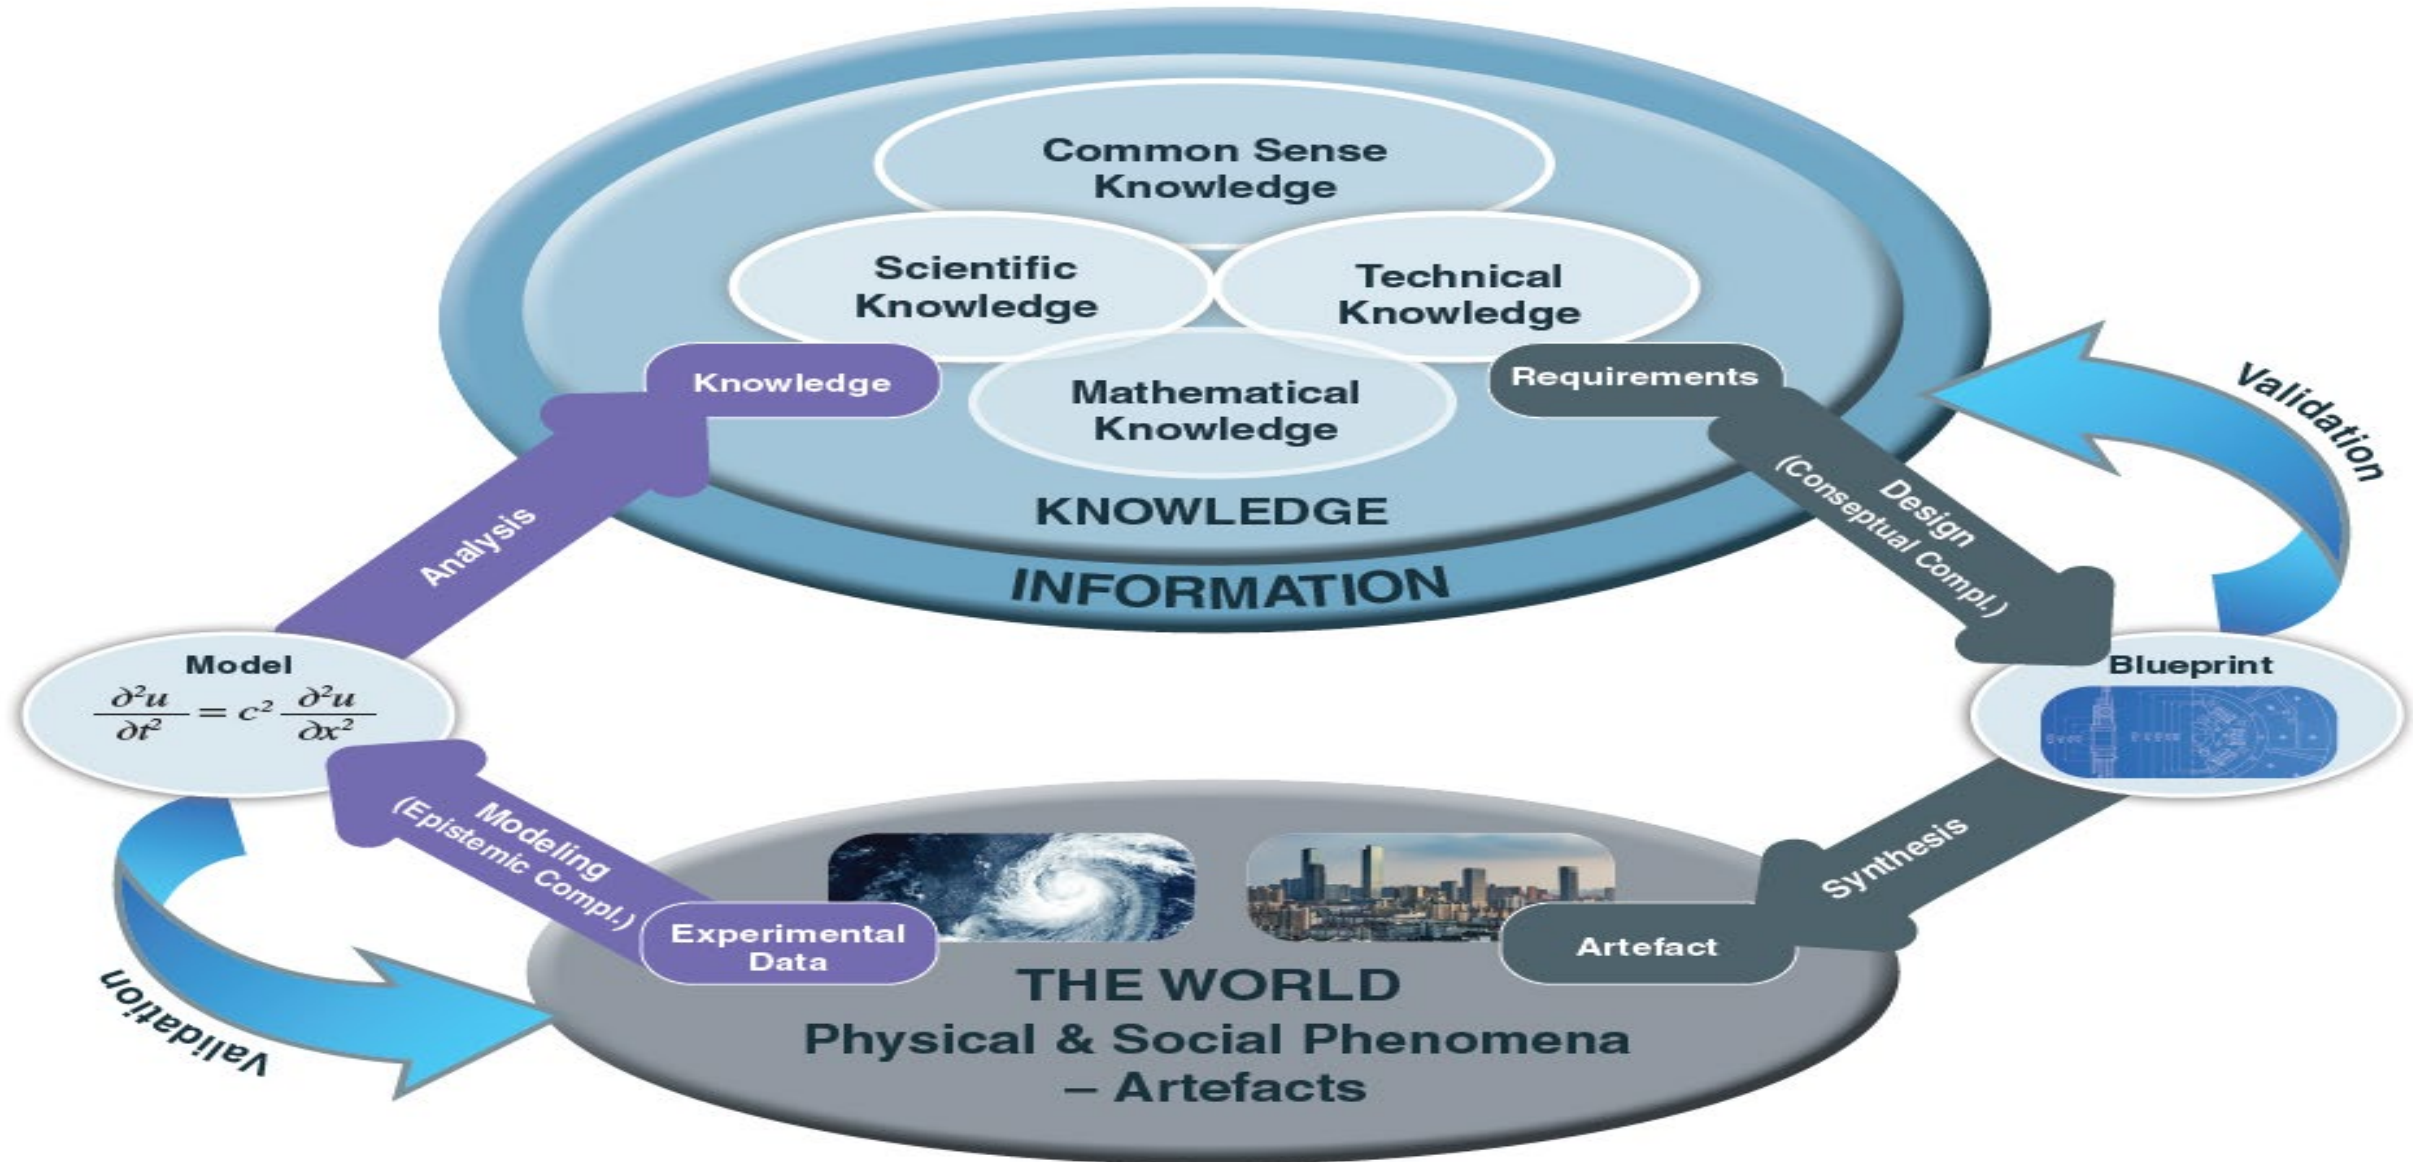 Common Sense
Knowledge
Scientific
Knowledge
Technical
Knowledge
Knowledge
Requirements
Mathematical
Knowledge
KNOWLEDGE
INFORMATION
Analysis
Design
(Conseptual Compl.)
Validation
Model
∂²u/∂t² = c² ∂²u/∂x²
Blueprint
Modeling
(Epistemic Compl.)
Synthesis
Validation
Experimental
Data
Artefact
THE WORLD
Physical & Social Phenomena
– Artefacts